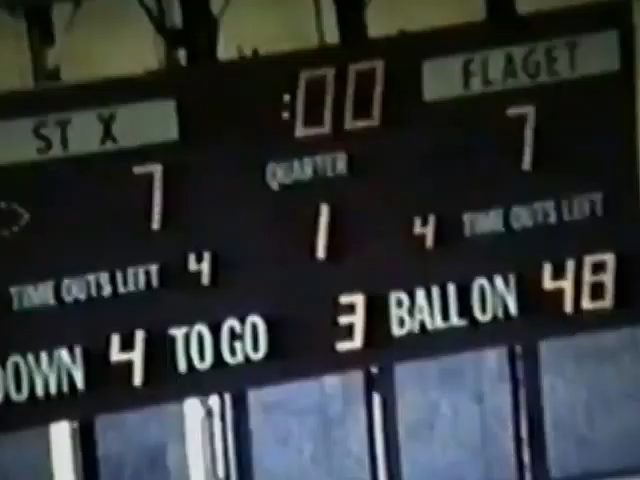 :00 FLAGET
ST X
7 QUARTER 7
1 4 TIME OUTS LEFT
TIME OUTS LEFT 4
DOWN 4 TO GO 3 BALL ON 48